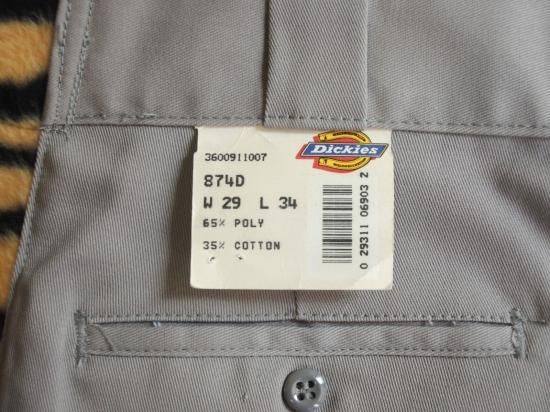 Dickies
3600911007
874D
W 29 L 34
65% POLY
35% COTTON
0 29311 06903 2